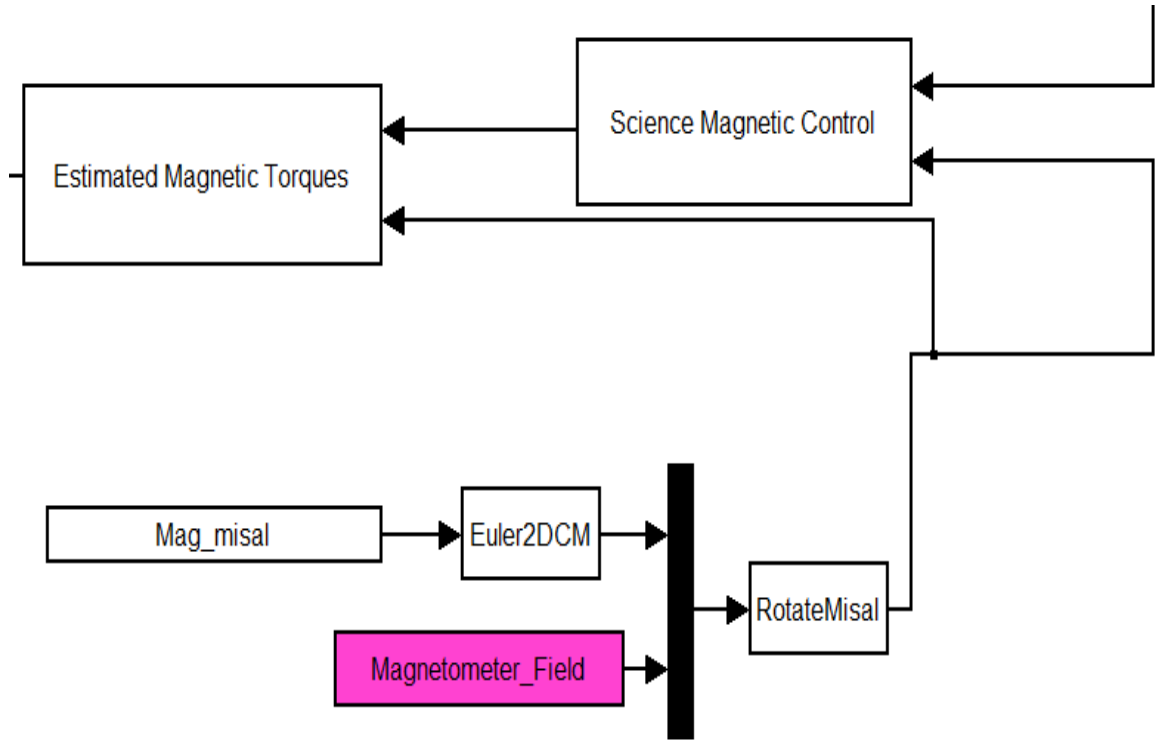 Science Magnetic Control
Estimated Magnetic Torques
Mag_misal
Euler2DCM
RotateMisal
Magnetometer_Field